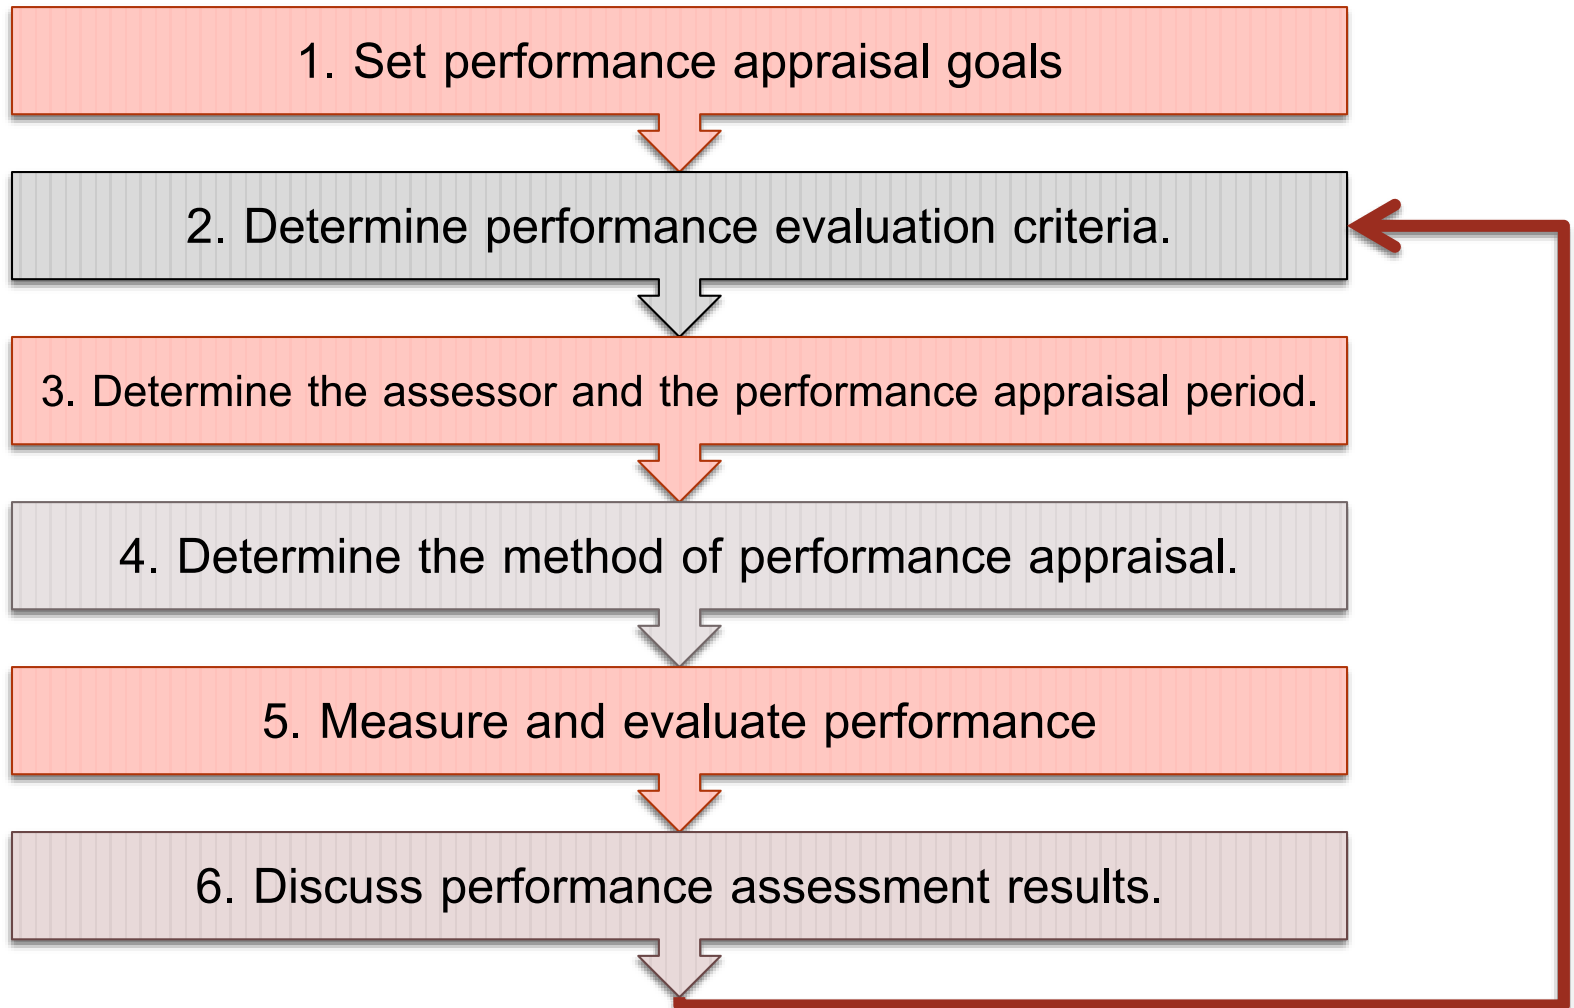 1. Set performance appraisal goals
2. Determine performance evaluation criteria.
3. Determine the assessor and the performance appraisal period.
4. Determine the method of performance appraisal.
5. Measure and evaluate performance
6. Discuss performance assessment results.